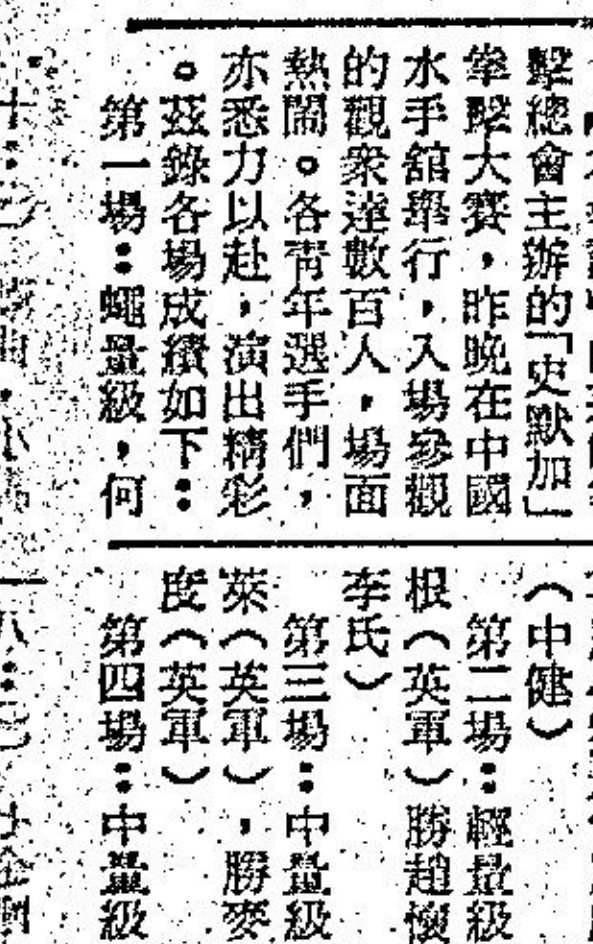 擊總會主辦的「史默加」
拳擊大賽，昨晚在中國
水手舘舉行，入場參觀
的觀衆達數百人，場面
熱鬧。各靑年選手們，
亦悉力以赴，演出精彩
。茲錄各場成績如下：
第一場：蠅量級，何
（中健）
第二場：輕量級
根（英軍）勝趙懷
李氏）
第三場：中量級
萊（英軍），勝麥
度（英軍）
第四場：中量級